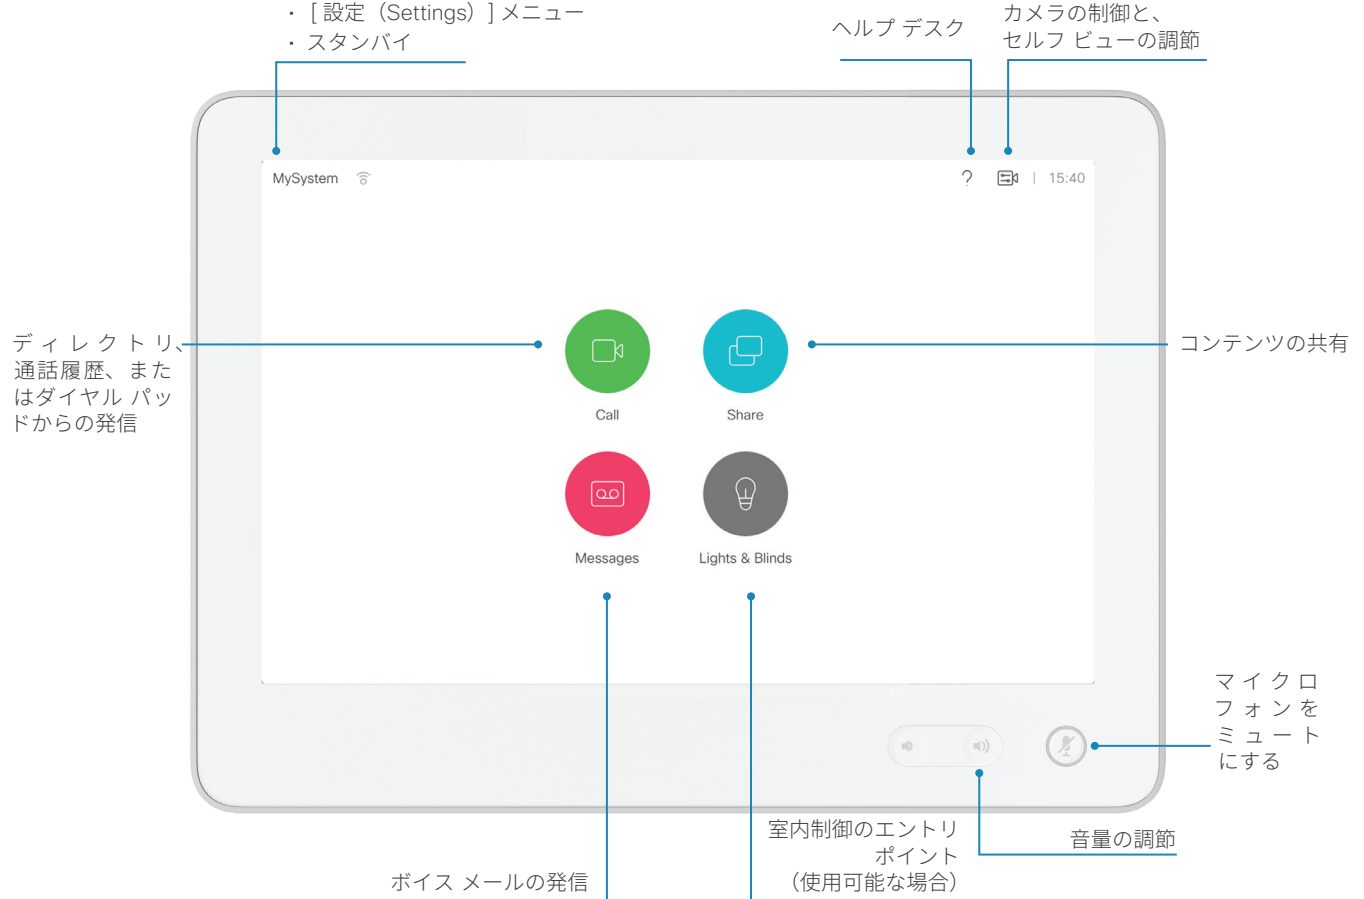 ・ [ 設定（Settings）] メニュー
・ スタンバイ
ヘルプ デスク
カメラの制御と、
セルフ ビューの調節
MySystem
15:40
ディレクトリ、
通話履歴、また
はダイヤル パッ
ドからの発信
コンテンツの共有
Call
Share
Messages
Lights & Blinds
マイクロ
フォンを
ミュート
にする
室内制御のエントリ
ポイント
（使用可能な場合）
音量の調節
ボイス メールの発信